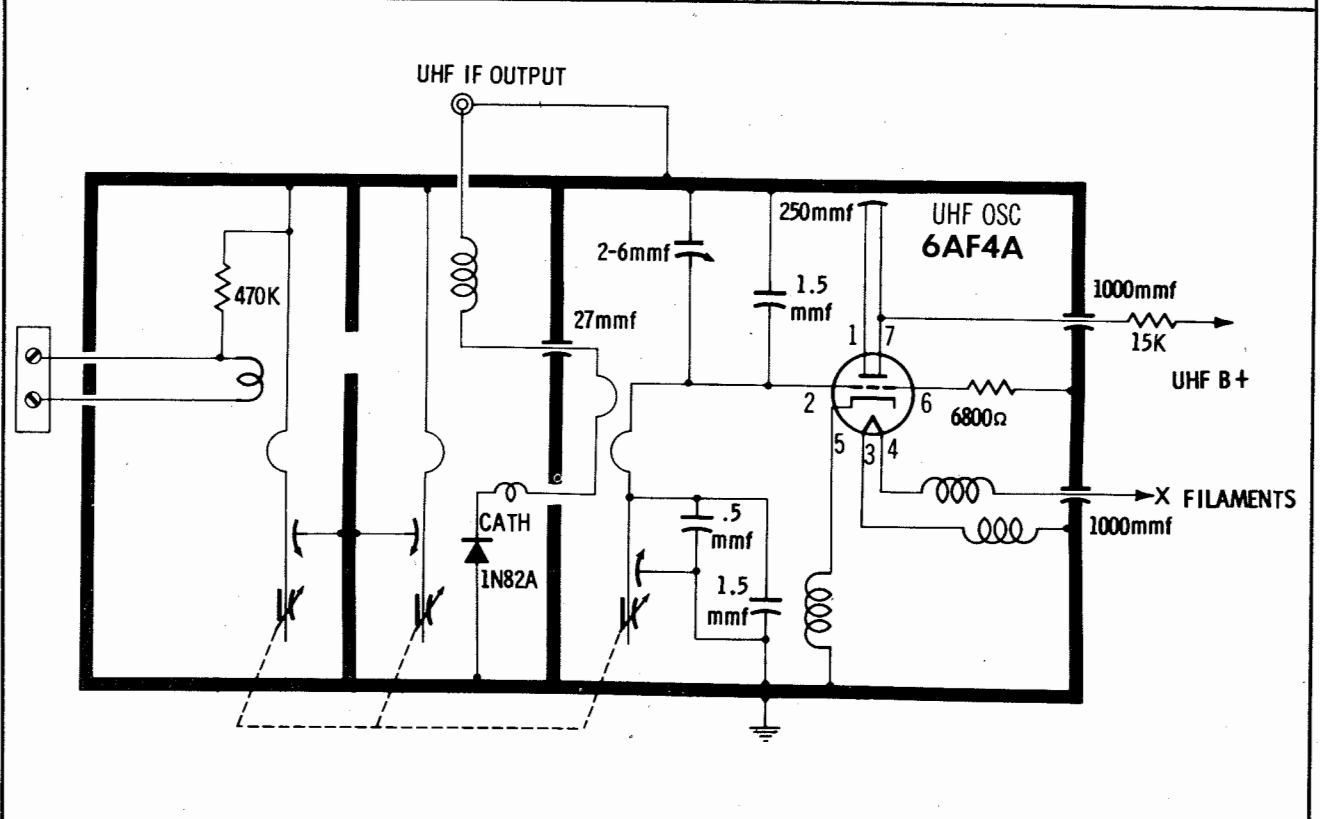 UHF IF OUTPUT
250mmf
UHF OSC
6AF4A
2-6mmf
470K
1.5
mmf
1000mmf
27mmf
15K
1 7
UHF B+
2
6
6800Ω
5
3
4
X FILAMENTS
CATH
.5
mmf
1000mmf
1N82A
1.5
mmf